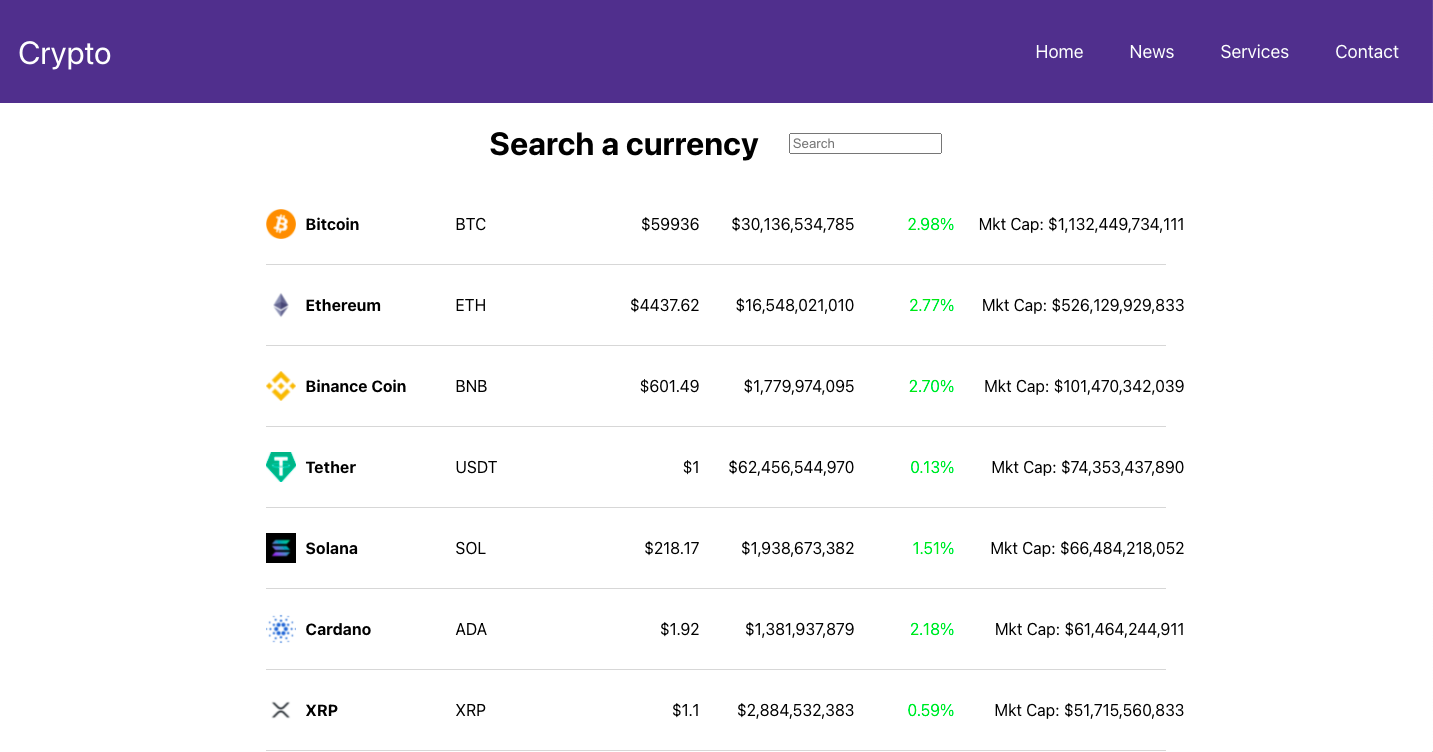 Crypto
Home News Services Contact
Search a currency Search
Bitcoin BTC $59936 $30,136,534,785 2.98% Mkt Cap: $1,132,449,734,111
Ethereum ETH $4437.62 $16,548,021,010 2.77% Mkt Cap: $526,129,929,833
Binance Coin BNB $601.49 $1,779,974,095 2.70% Mkt Cap: $101,470,342,039
Tether USDT $1 $62,456,544,970 0.13% Mkt Cap: $74,353,437,890
Solana SOL $218.17 $1,938,673,382 1.51% Mkt Cap: $66,484,218,052
Cardano ADA $1.92 $1,381,937,879 2.18% Mkt Cap: $61,464,244,911
XRP XRP $1.1 $2,884,532,383 0.59% Mkt Cap: $51,715,560,833